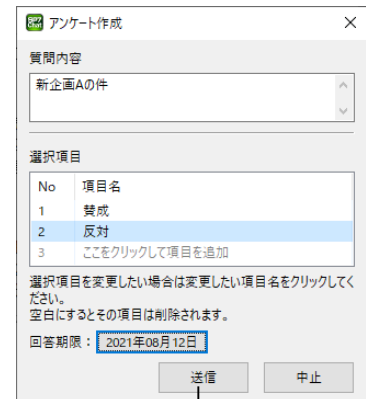 アンケート作成
質問内容
新企画Aの件
選択項目
No 項目名
1 賛成
2 反対
3 ここをクリックして項目を追加
選択項目を変更したい場合は変更したい項目名をクリックしてく
ださい。
空白にするとその項目は削除されます。
回答期限： 2021年08月12日
送信 中止